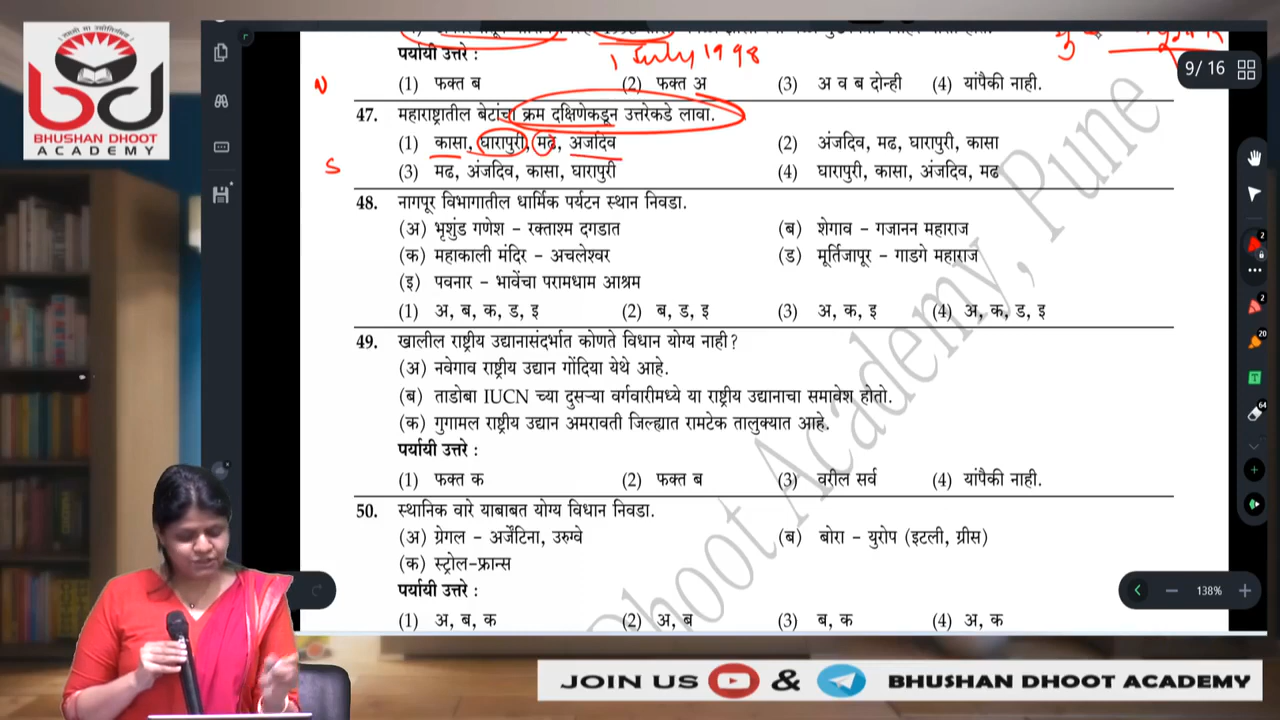 BHUSHAN DHOOT
ACADEMY
पर्यायी उत्तरे :
1 July 1998
9 / 16
(1) फक्त ब (2) फक्त अ (3) अ व ब दोन्ही (4) यांपैकी नाही.
N
47. महाराष्ट्रातील बेटांचा क्रम दक्षिणेकडून उत्तरेकडे लावा.
(1) कासा, घारापुरी, मढ, अजदिव (2) अंजदिव, मढ, घारापुरी, कासा
S
(3) मढ, अंजदिव, कासा, घारापुरी (4) घारापुरी, कासा, अंजदिव, मढ
48. नागपूर विभागातील धार्मिक पर्यटन स्थान निवडा.
(अ) भृशुंड गणेश – रक्ताश्म दगडात (ब) शेगाव – गजानन महाराज
(क) महाकाली मंदिर – अचलेश्वर (ड) मूर्तिजापूर – गाडगे महाराज
(इ) पवनार – भावेंचा परामधाम आश्रम
(1) अ, ब, क, ड, इ (2) ब, ड, इ (3) अ, क, इ (4) अ, क, ड, इ
49. खालील राष्ट्रीय उद्यानासंदर्भात कोणते विधान योग्य नाही?
(अ) नवेगाव राष्ट्रीय उद्यान गोंदिया येथे आहे.
(ब) ताडोबा IUCN च्या दुसऱ्या वर्गवारीमध्ये या राष्ट्रीय उद्यानाचा समावेश होतो.
(क) गुगामल राष्ट्रीय उद्यान अमरावती जिल्ह्यात रामटेक तालुक्यात आहे.
पर्यायी उत्तरे :
(1) फक्त क (2) फक्त ब (3) वरील सर्व (4) यांपैकी नाही.
50. स्थानिक वारे याबाबत योग्य विधान निवडा.
(अ) ग्रेगल – अर्जेंटिना, उरुग्वे (ब) बोरा – युरोप (इटली, ग्रीस)
(क) स्ट्रोल–फ्रान्स
पर्यायी उत्तरे :
138%
(1) अ, ब, क (2) अ, ब (3) ब, क (4) अ, क
Dhoot Academy, Pune
JOIN US & BHUSHAN DHOOT ACADEMY